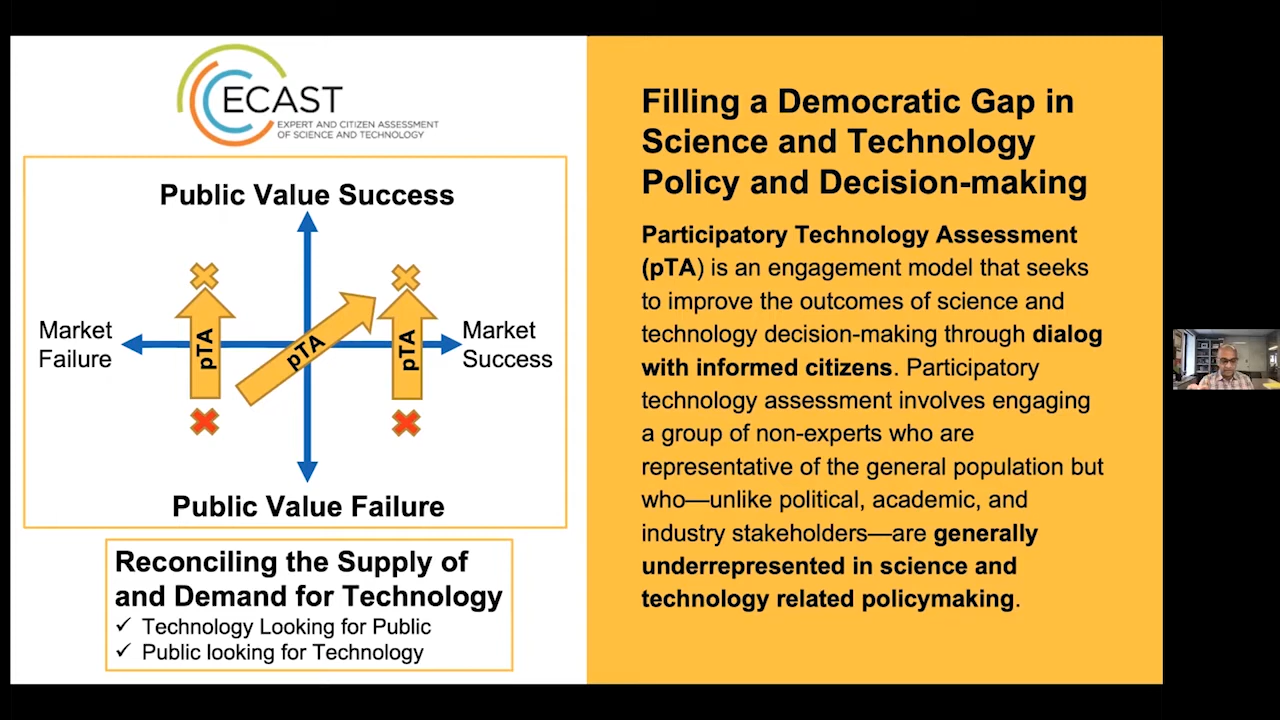 ECAST
EXPERT AND CITIZEN ASSESSMENT
OF SCIENCE AND TECHNOLOGY
Public Value Success
Market
Failure
pTA
pTA
pTA
Market
Success
Public Value Failure
Reconciling the Supply of
and Demand for Technology
✓ Technology Looking for Public
✓ Public looking for Technology
Filling a Democratic Gap in
Science and Technology
Policy and Decision-making
Participatory Technology Assessment
(pTA) is an engagement model that seeks
to improve the outcomes of science and
technology decision-making through dialog
with informed citizens. Participatory
technology assessment involves engaging
a group of non-experts who are
representative of the general population but
who—unlike political, academic, and
industry stakeholders—are generally
underrepresented in science and
technology related policymaking.